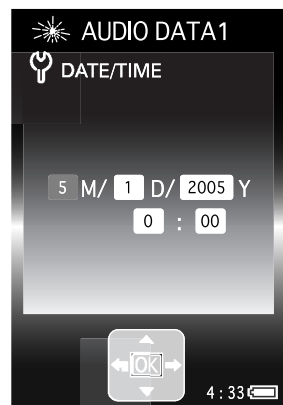 AUDIO DATA1
DATE/TIME
5 M/ 1 D/ 2005 Y
0 : 00
OK
4:33